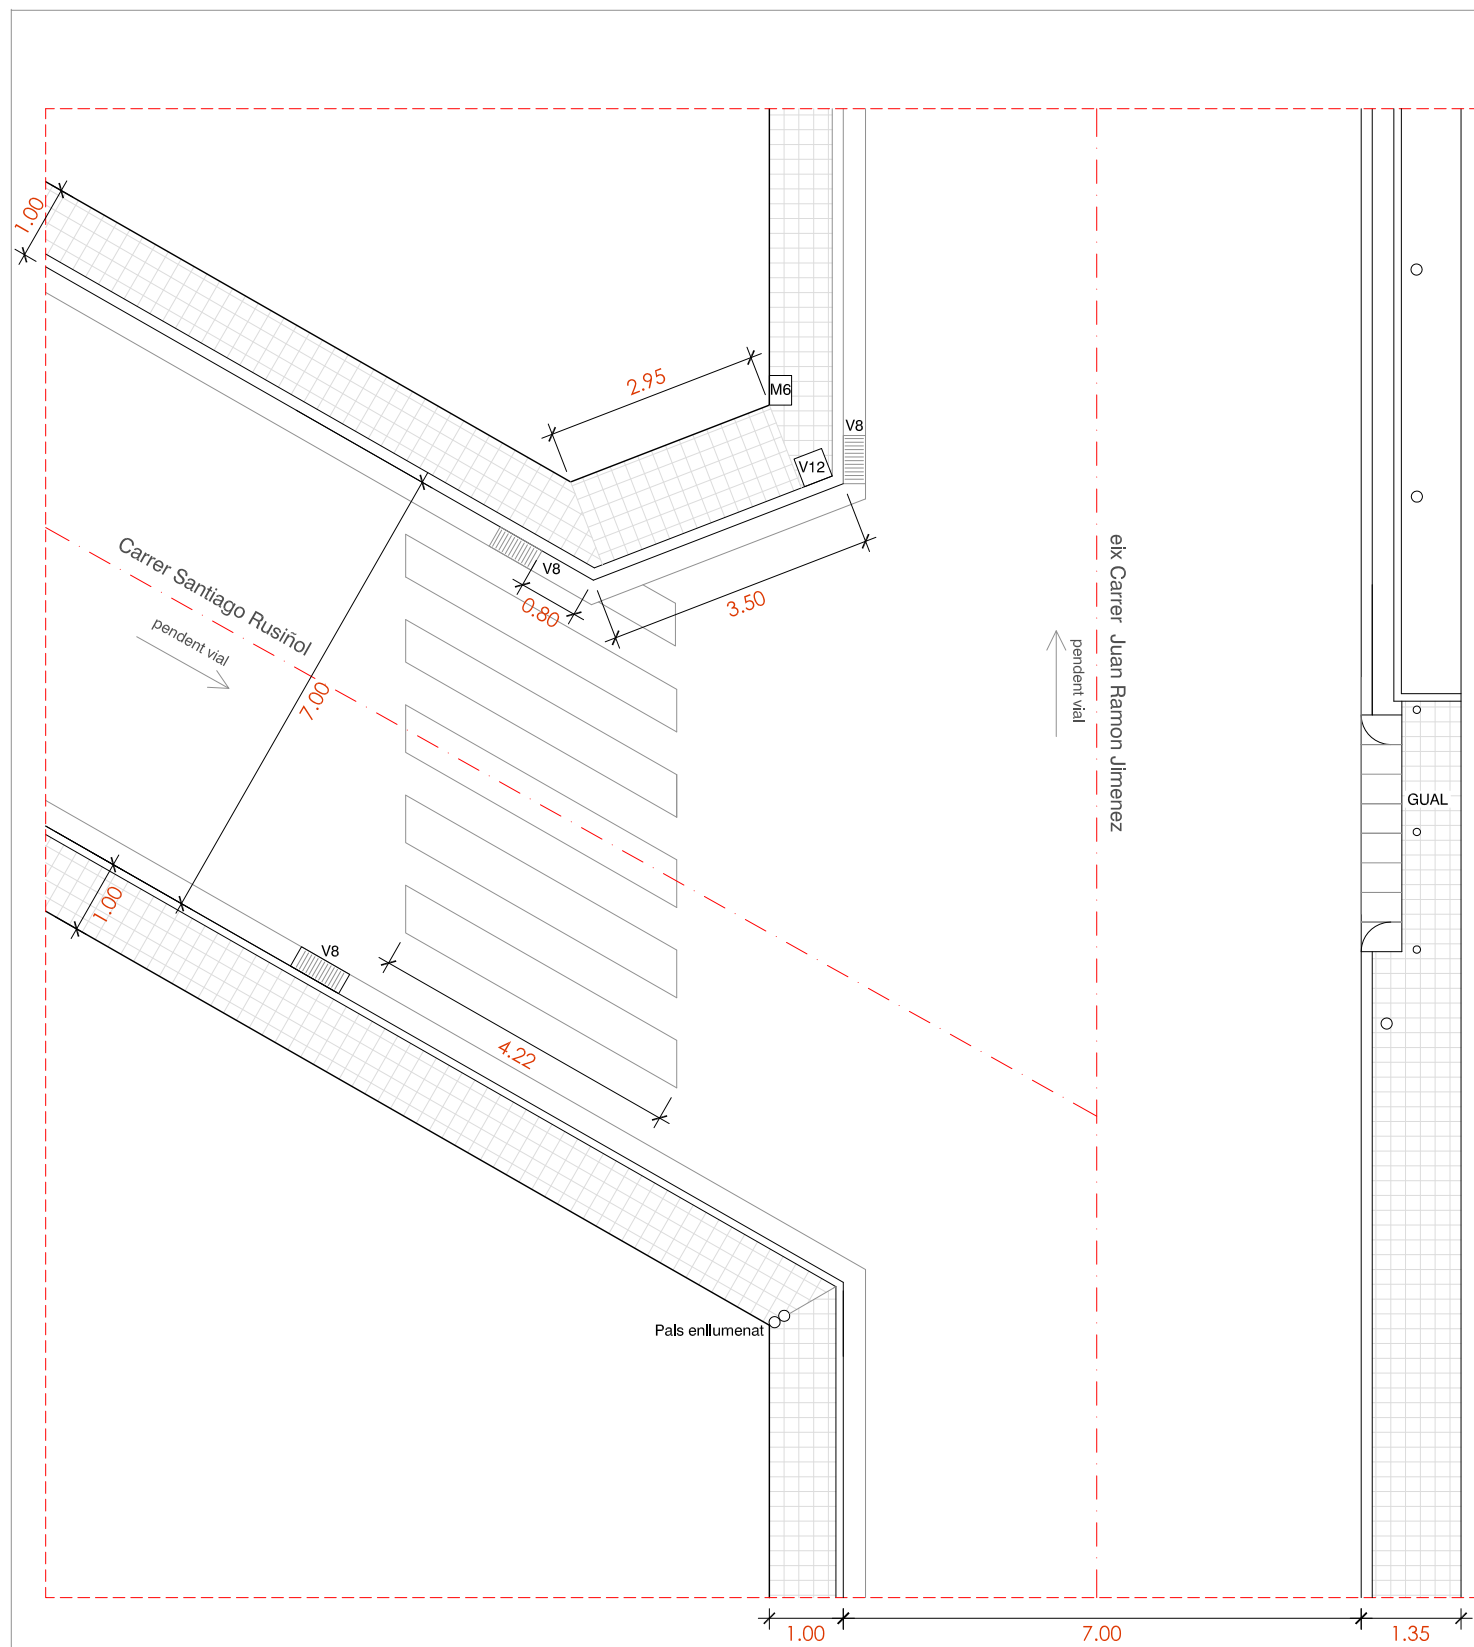 1.00
2.95
M6
V8
V12
Carrer Santiago Rusiñol
pendent vial
V8
0.80
3.50
eix Carrer Juan Ramon Jimenez
pendent vial
7.00
GUAL
1.00
V8
4.22
Pals enllumenat
1.00
7.00
1.35